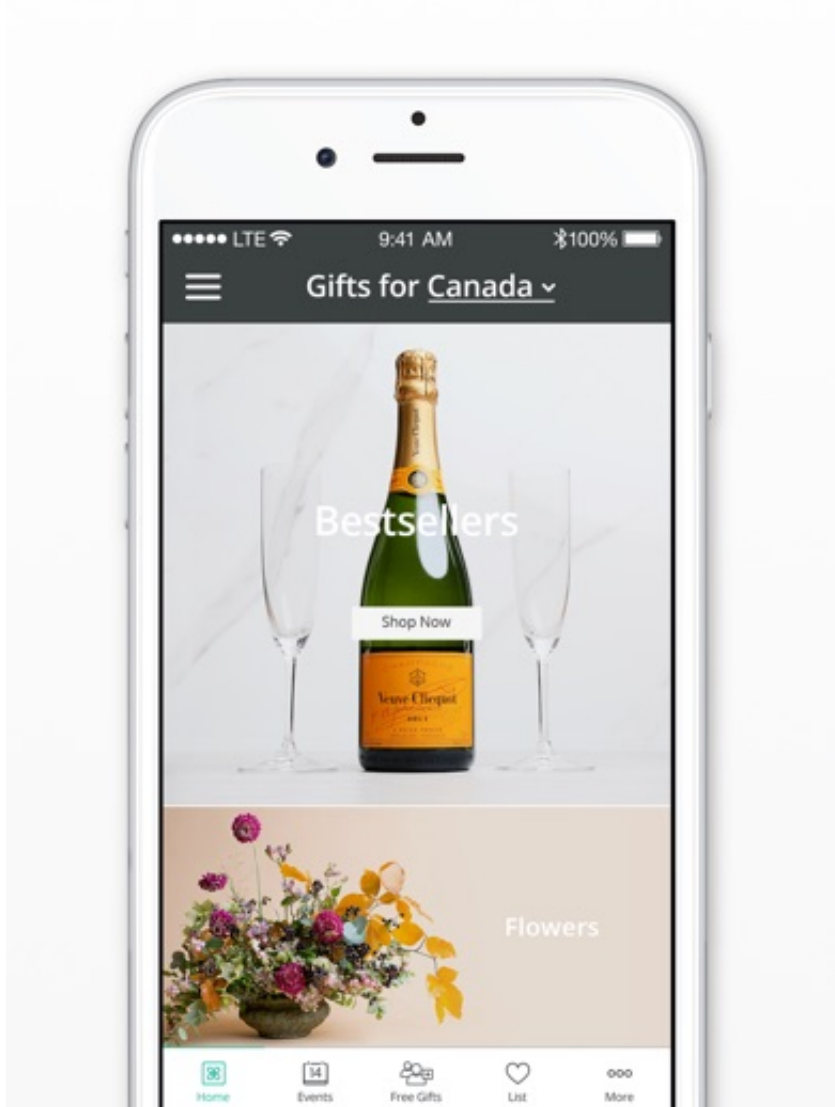 LTE 9:41 AM 100%
Gifts for Canada
Bestsellers
Shop Now
Veuve Clicquot
BRUT
Flowers
14
Home Events Free Gifts List More